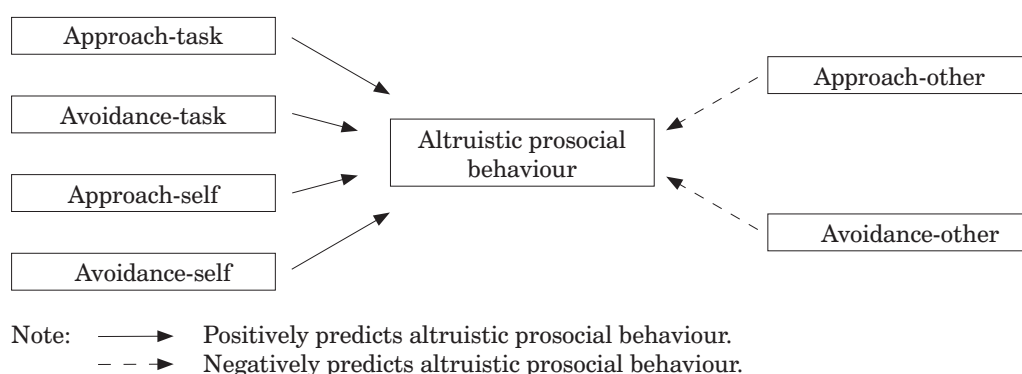 Approach-task
Avoidance-task
Approach-self
Avoidance-self
Altruistic prosocial
behaviour
Approach-other
Avoidance-other
Note: Positively predicts altruistic prosocial behaviour.
Negatively predicts altruistic prosocial behaviour.